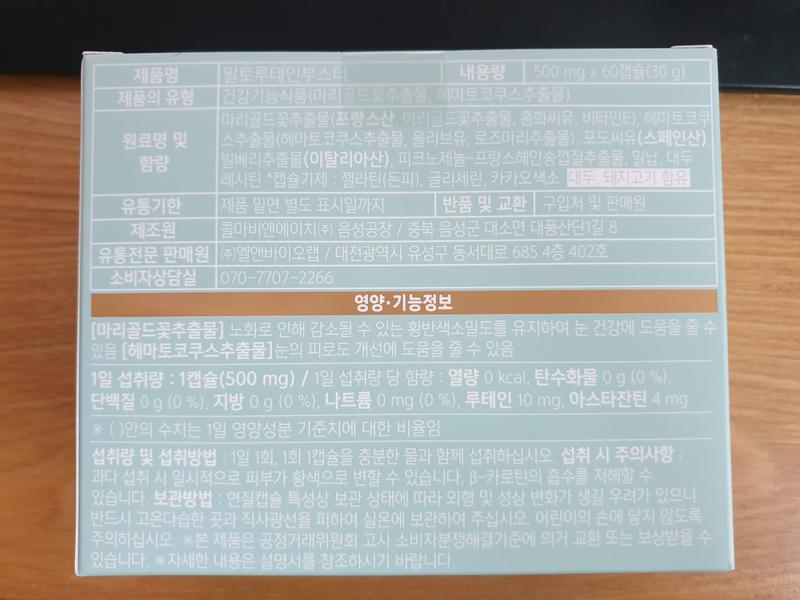 제품명 밀토루테인부스터 내용량 500 mg x 60캡슐(30 g)
제품의 유형 건강기능식품(마리골드꽃추출물, 헤마토코쿠스추출물)
원료명 및 함량 마리골드꽃추출물(프랑스산, 마리골드꽃추출물, 홍화씨유, 비타민E), 헤마토코쿠
스추출물(헤마토코쿠스추출물, 올리브유, 로즈마리추출물), 포도씨유(스페인산),
빌베리추출물(이탈리아산), 피크노제놀-프랑스해안송껍질추출물, 밀납, 대두
레시틴 *캡슐기제 : 젤라틴(돈피), 글리세린, 카카오색소 대두, 돼지고기 함유
유통기한 제품 밑면 별도 표시일까지 반품 및 교환 구입처 및 판매원
제조원 콜마비앤에이치㈜ 음성공장 / 충북 음성군 대소면 대풍산단1길 8
유통전문 판매원 ㈜엘앤바이오랩 / 대전광역시 유성구 동서대로 685 4층 402호
소비자상담실 070-7707-2266
영양·기능정보
[마리골드꽃추출물] 노화로 인해 감소될 수 있는 황반색소밀도를 유지하여 눈 건강에 도움을 줄 수
있음 [헤마토코쿠스추출물]눈의 피로도 개선에 도움을 줄 수 있음
1일 섭취량 : 1캡슐(500 mg) / 1일 섭취량 당 함량 : 열량 0 kcal, 탄수화물 0 g (0 %),
단백질 0 g (0 %), 지방 0 g (0 %), 나트륨 0 mg (0 %), 루테인 10 mg, 아스타잔틴 4 mg
※ ( )안의 수치는 1일 영양성분 기준치에 대한 비율임
섭취량 및 섭취방법 : 1일 1회, 1회 1캡슐을 충분한 물과 함께 섭취하십시오. 섭취 시 주의사항 :
과다 섭취 시 일시적으로 피부가 황색으로 변할 수 있습니다. β-카로틴의 흡수를 저해할 수
있습니다. 보관방법 : 연질캡슐 특성상 보관 상태에 따라 외형 및 성상 변화가 생길 우려가 있으니
반드시 고온다습한 곳과 직사광선을 피하여 실온에 보관하여 주십시오. 어린이의 손에 닿지 않도록
주의하십시오. ※본 제품은 공정거래위원회 고시 소비자분쟁해결기준에 의거 교환 또는 보상받을 수
있습니다. ※자세한 내용은 설명서를 참조하시기 바랍니다.